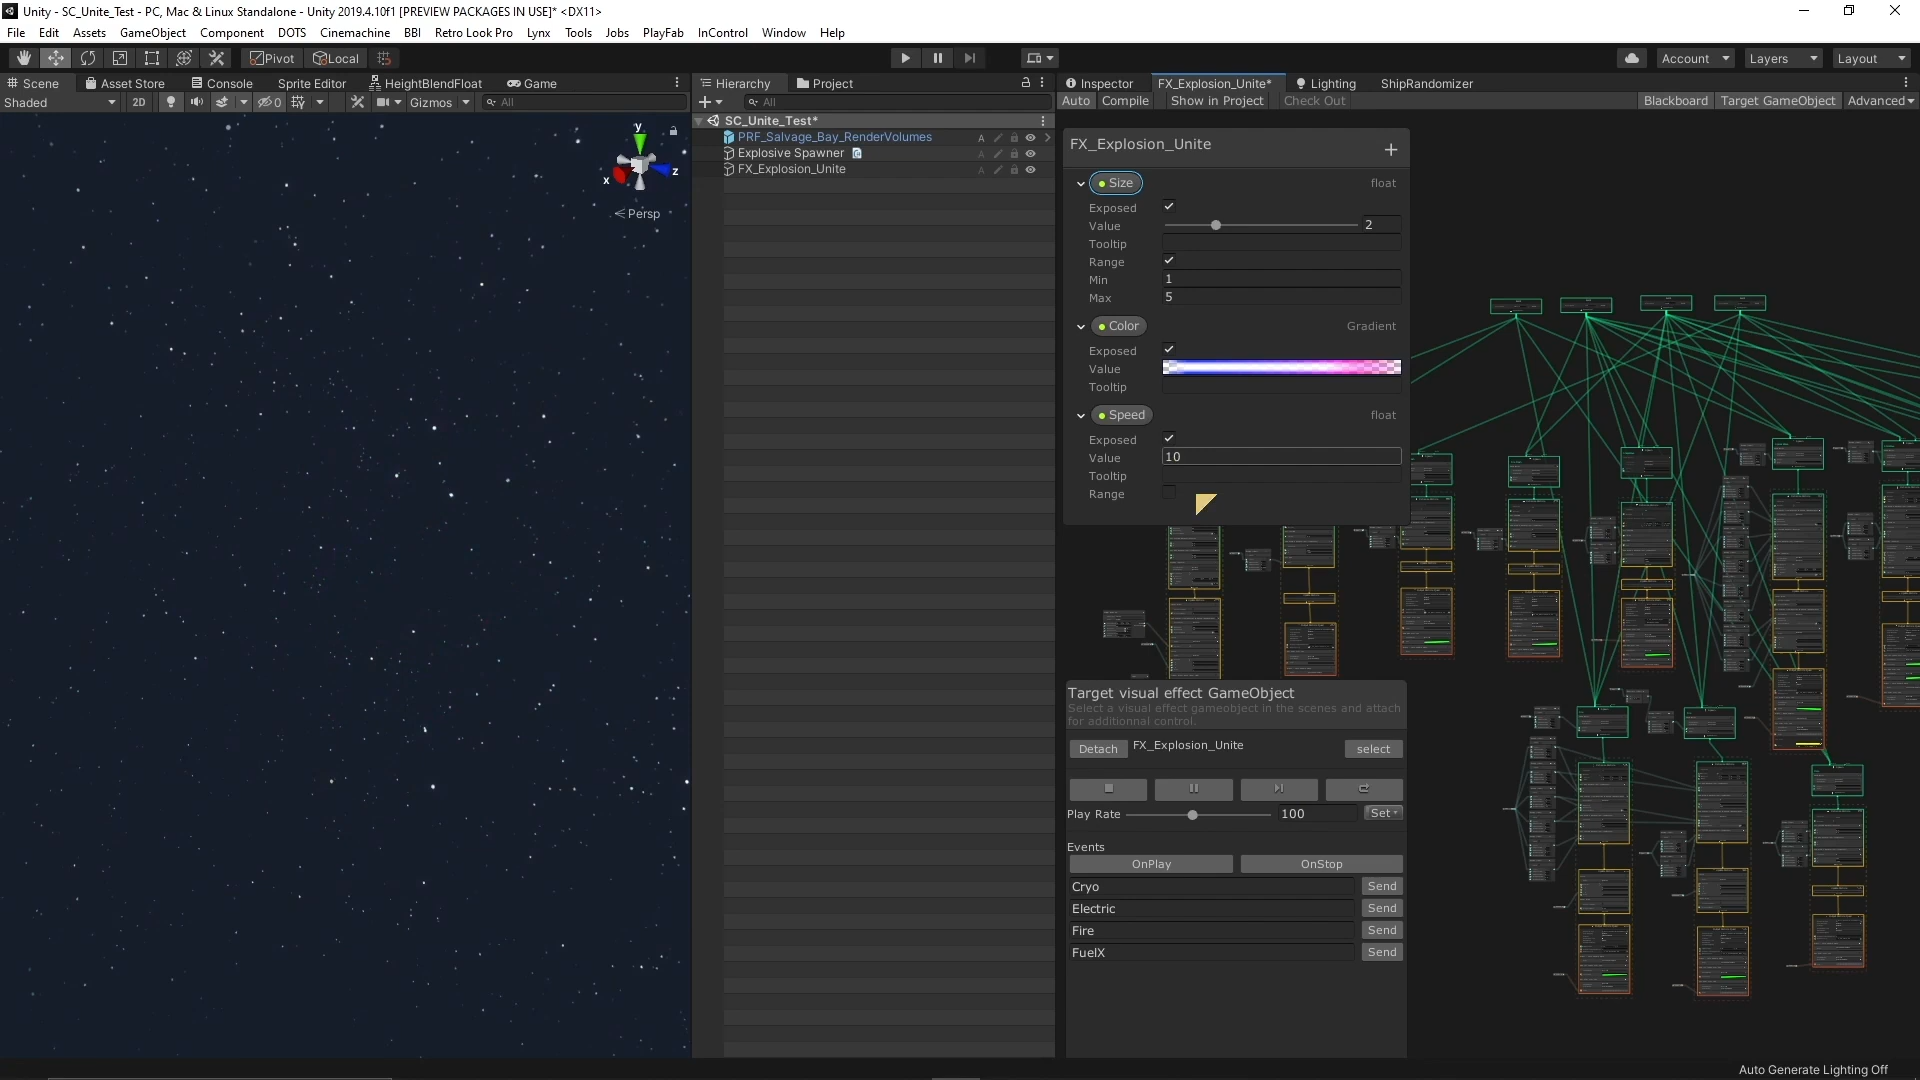 Unity - SC_Unite_Test - PC, Mac & Linux Standalone - Unity 2019.4.10f1 [PREVIEW PACKAGES IN USE]* <DX11>
File Edit Assets GameObject Component DOTS Cinemachine BBI Retro Look Pro Lynx Tools Jobs PlayFab InControl Window Help
Pivot Local Account Layers Layout
Scene Asset Store Console Sprite Editor HeightBlendFloat Game
Shaded 2D 0 Gizmos All
y
x
z
Persp
Hierarchy Project
All
SC_Unite_Test*
PRF_Salvage_Bay_RenderVolumes A
Explosive Spawner A
FX_Explosion_Unite A
Inspector FX_Explosion_Unite* Lighting ShipRandomizer
Auto Compile Show in Project Check Out Blackboard Target GameObject Advanced
FX_Explosion_Unite
Size float
Exposed
Value 2
Tooltip
Range
Min 1
Max 5
Color Gradient
Exposed
Value
Tooltip
Speed float
Exposed
Value 10
Tooltip
Range
Target visual effect GameObject
Select a visual effect gameobject in the scenes and attach
for additionnal control.
Detach FX_Explosion_Unite select
Play Rate 100 Set
Events
OnPlay OnStop
Cryo Send
Electric Send
Fire Send
FuelX Send
Auto Generate Lighting Off